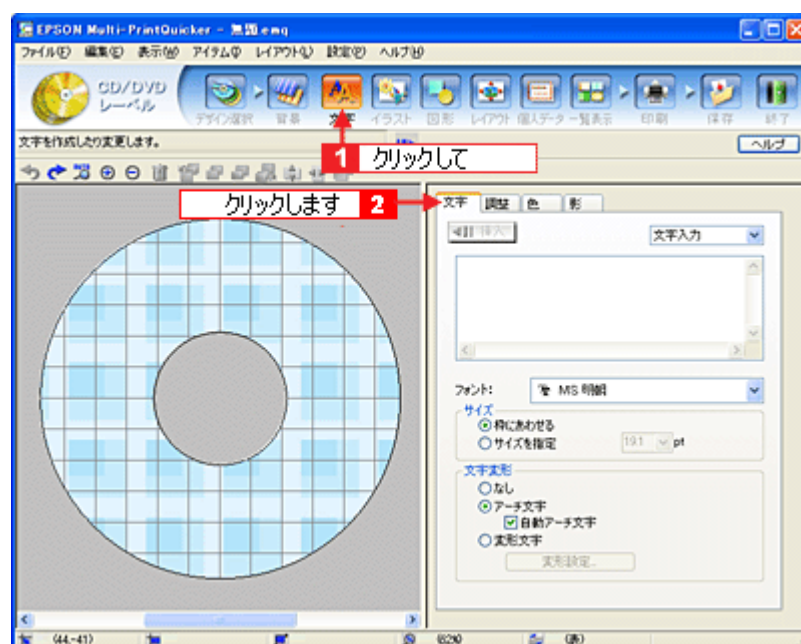 EPSON Multi-PrintQuicker - 無題.emq
ファイル(F) 編集(E) 表示(W) アイテム(I) レイアウト(L) 設定(P) ヘルプ(H)
CD/DVD
レーベル
デザイン選択 背景 文字 イラスト 図形 レイアウト 個人データ 一覧表示 印刷 保存 終了
文字を作成したり変更します。
ヘルプ
1 クリックして
クリックします 2
文字 調整 色 影
挿入 文字入力
フォント: MS 明朝
サイズ
枠にあわせる
サイズを指定 19.1 pt
文字変形
なし
アーチ文字
自動アーチ文字
変形文字
変形設定...
(44,-41) (62%) (表)